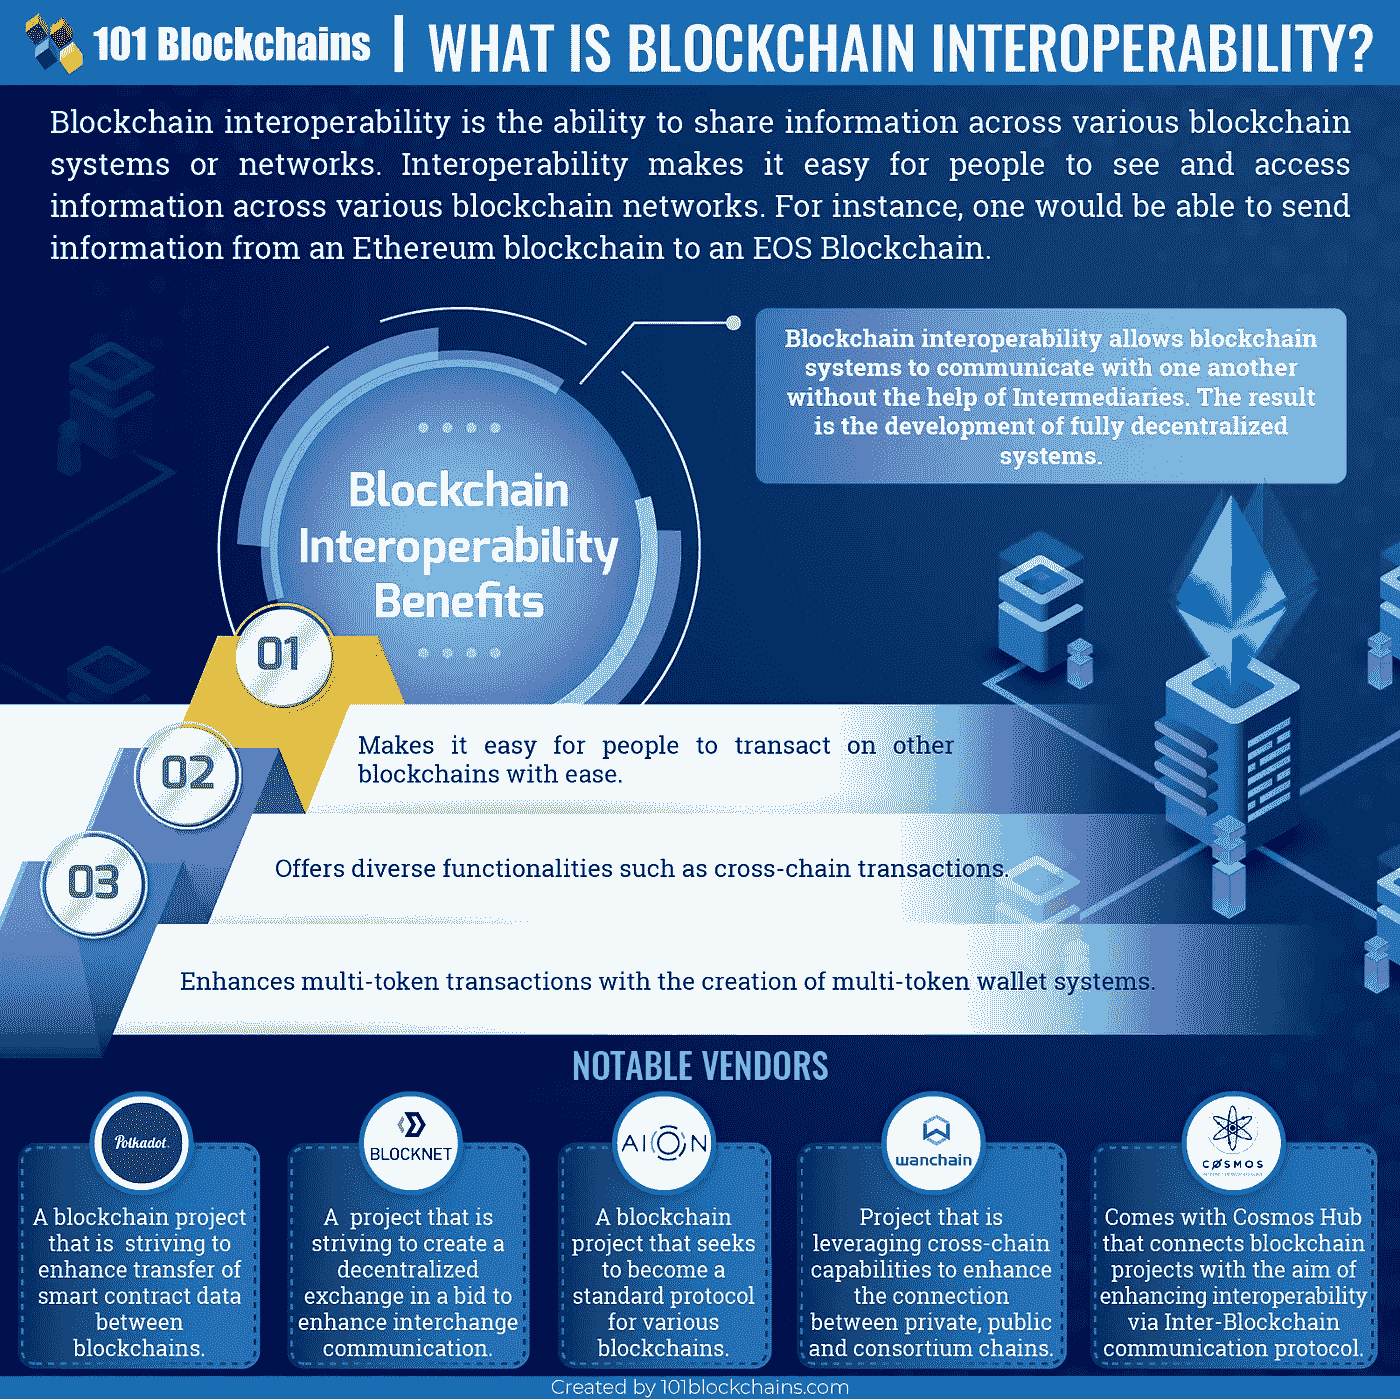 101 Blockchains | WHAT IS BLOCKCHAIN INTEROPERABILITY?
Blockchain interoperability is the ability to share information across various blockchain
systems or networks. Interoperability makes it easy for people to see and access
information across various blockchain networks. For instance, one would be able to send
information from an Ethereum blockchain to an EOS Blockchain.
Blockchain interoperability allows blockchain
systems to communicate with one another
without the help of Intermediaries. The result
is the development of fully decentralized
systems.
Blockchain
Interoperability
Benefits
01
Makes it easy for people to transact on other
blockchains with ease.
02
Offers diverse functionalities such as cross-chain transactions.
03
Enhances multi-token transactions with the creation of multi-token wallet systems.
NOTABLE VENDORS
Polkadot.
A blockchain project
that is striving to
enhance transfer of
smart contract data
between
blockchains.
BLOCKNET
A project that is
striving to create a
decentralized
exchange in a bid to
enhance interchange
communication.
AION
A blockchain
project that seeks
to become a
standard protocol
for various
blockchains.
wanchain
Project that is
leveraging cross-chain
capabilities to enhance
the connection
between private, public
and consortium chains.
COSMOS
Comes with Cosmos Hub
that connects blockchain
projects with the aim of
enhancing interoperability
via Inter-Blockchain
communication protocol.
Created by 101blockchains.com